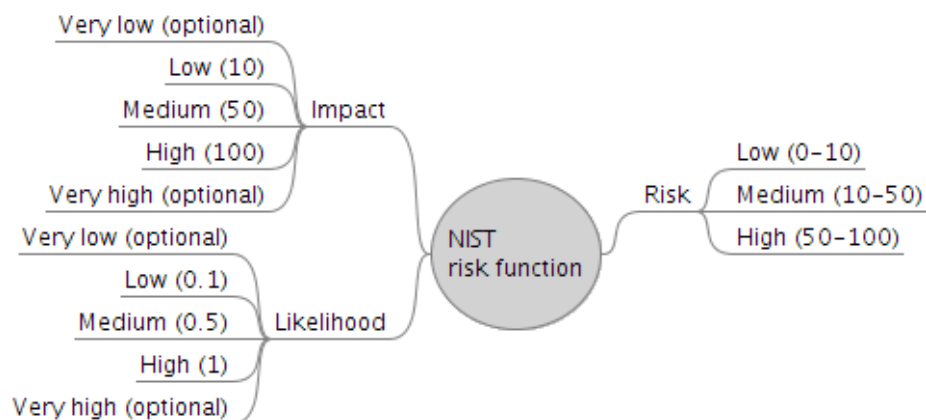 Very low (optional)
Low (10)
Medium (50)
High (100)
Very high (optional)
Impact
Very low (optional)
Low (0.1)
Medium (0.5)
High (1)
Very high (optional)
Likelihood
NIST
risk function
Risk
Low (0-10)
Medium (10-50)
High (50-100)